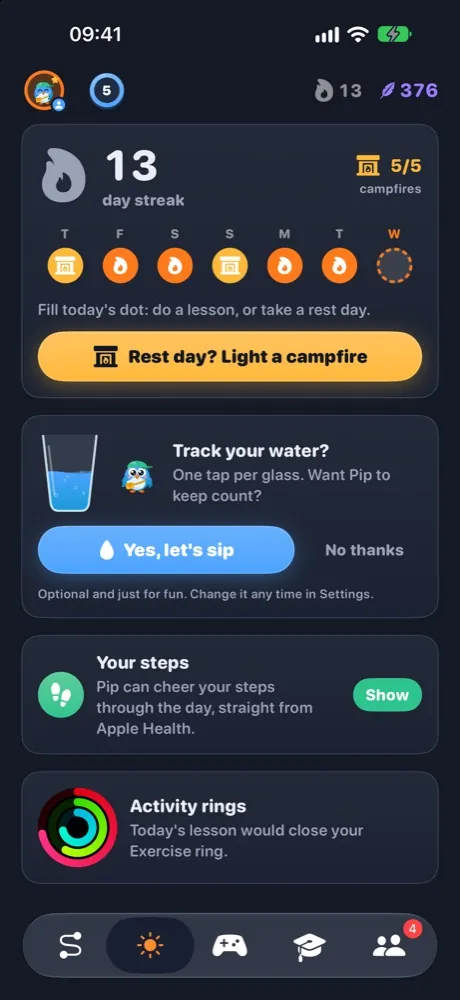 09:41
5
13
376
13
day streak
5/5
campfires
T F S S M T W
Fill today's dot: do a lesson, or take a rest day.
Rest day? Light a campfire
Track your water?
One tap per glass. Want Pip to
keep count?
Yes, let's sip
No thanks
Optional and just for fun. Change it any time in Settings.
Your steps
Pip can cheer your steps
through the day, straight from
Apple Health.
Show
Activity rings
Today's lesson would close your
Exercise ring.
4